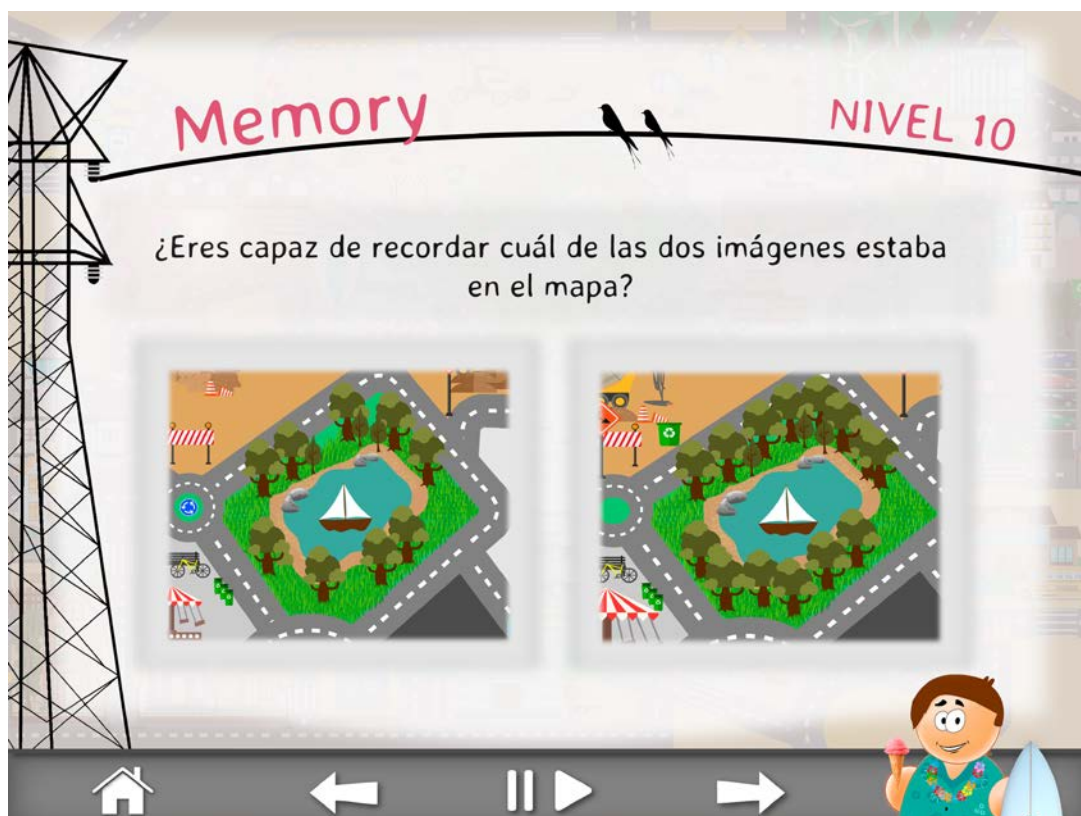 Memory
NIVEL 10
¿Eres capaz de recordar cuál de las dos imágenes estaba
en el mapa?